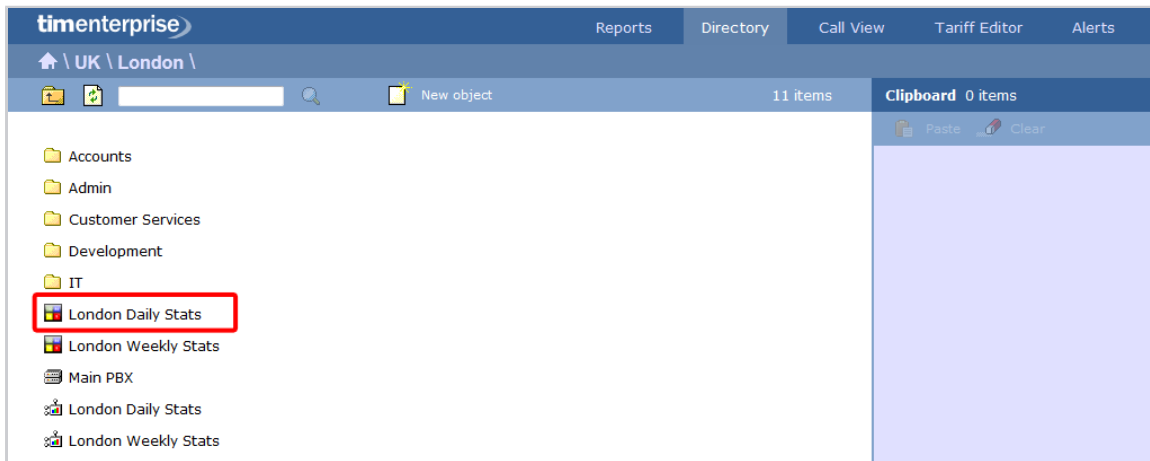 timenterprise
Reports Directory Call View Tariff Editor Alerts
\ UK \ London \
New object 11 items Clipboard 0 items
Paste Clear
Accounts
Admin
Customer Services
Development
IT
London Daily Stats
London Weekly Stats
Main PBX
London Daily Stats
London Weekly Stats